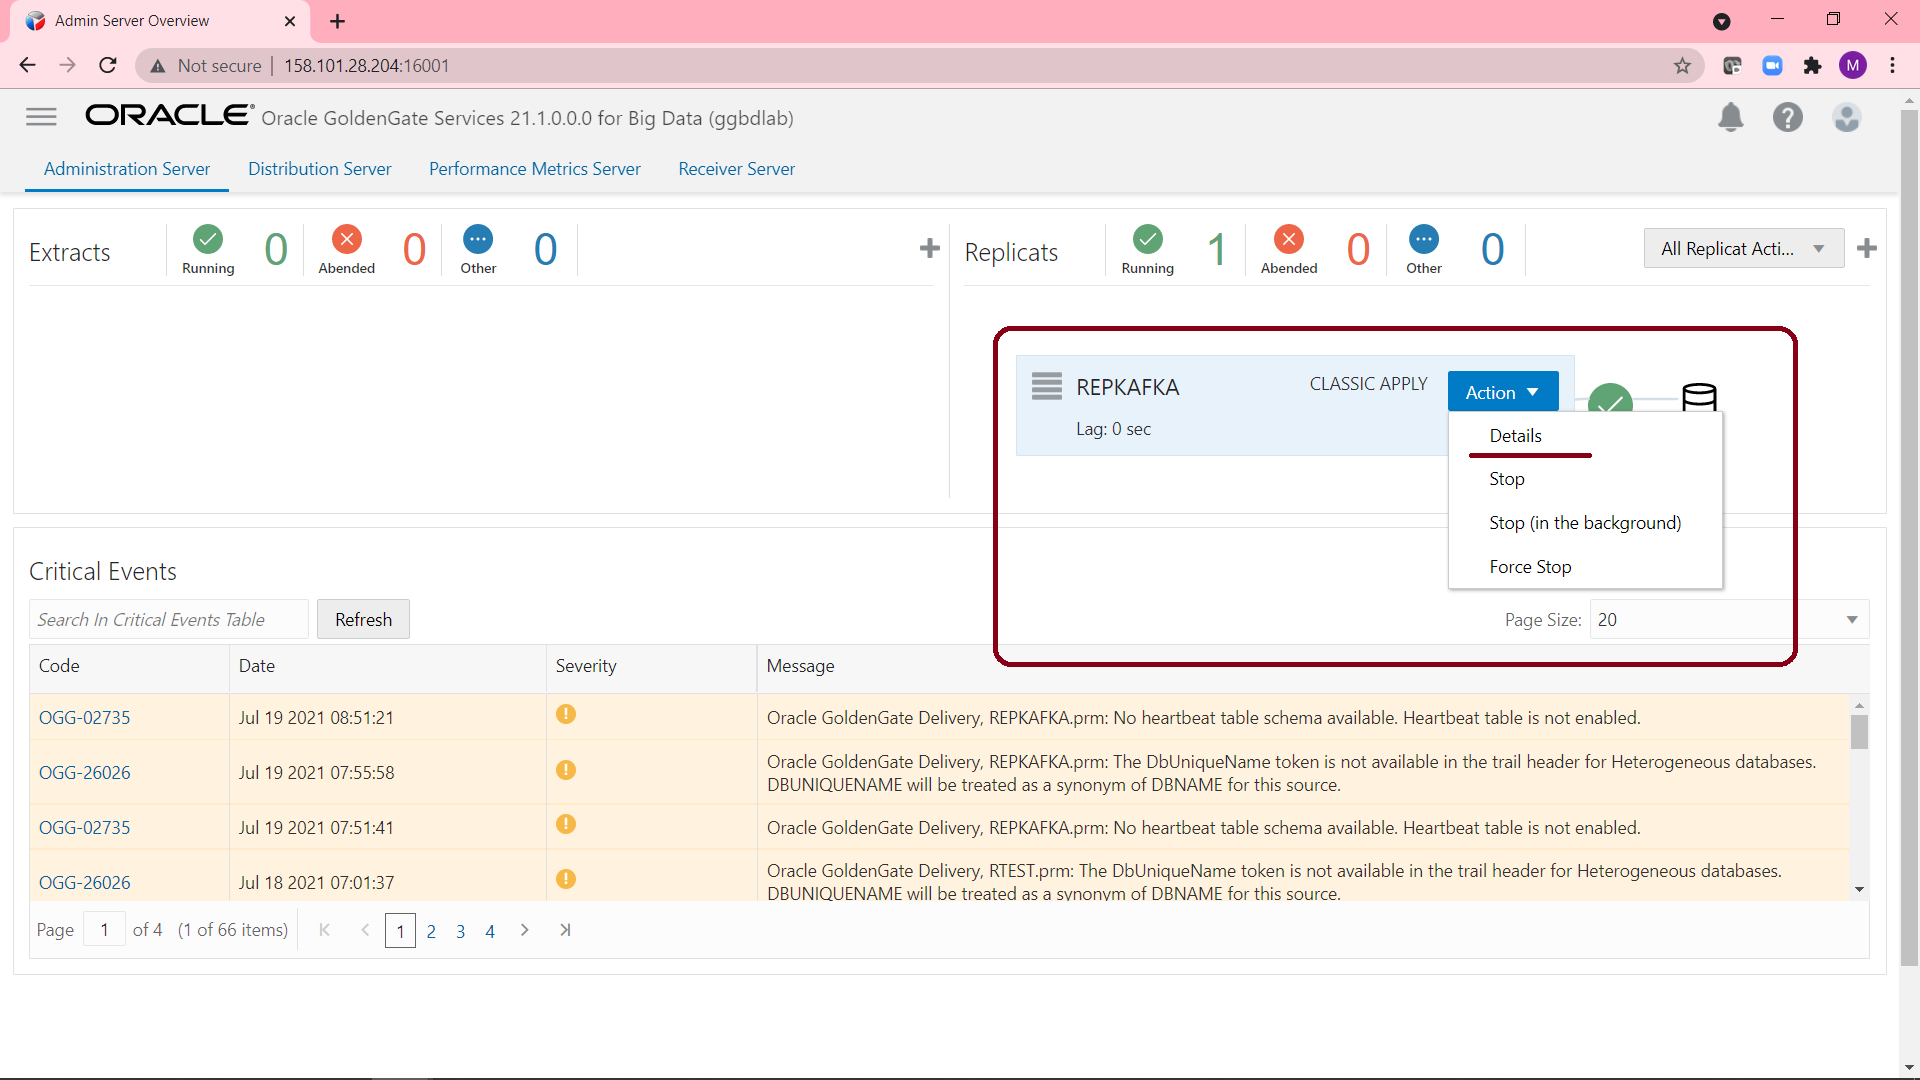 Admin Server Overview
Not secure | 158.101.28.204:16001
M
ORACLE® Oracle GoldenGate Services 21.1.0.0.0 for Big Data (ggbdlab)
Administration Server
Distribution Server
Performance Metrics Server
Receiver Server
Extracts
Running
0
Abended
0
Other
0
Replicats
Running
1
Abended
0
Other
0
All Replicat Acti...
REPKAFKA
CLASSIC APPLY
Action
Lag: 0 sec
Details
Stop
Stop (in the background)
Force Stop
Critical Events
Search In Critical Events Table
Refresh
Page Size: 20
Code Date Severity Message
OGG-02735 Jul 19 2021 08:51:21 Oracle GoldenGate Delivery, REPKAFKA.prm: No heartbeat table schema available. Heartbeat table is not enabled.
OGG-26026 Jul 19 2021 07:55:58 Oracle GoldenGate Delivery, REPKAFKA.prm: The DbUniqueName token is not available in the trail header for Heterogeneous databases.
DBUNIQUENAME will be treated as a synonym of DBNAME for this source.
OGG-02735 Jul 19 2021 07:51:41 Oracle GoldenGate Delivery, REPKAFKA.prm: No heartbeat table schema available. Heartbeat table is not enabled.
OGG-26026 Jul 18 2021 07:01:37 Oracle GoldenGate Delivery, RTEST.prm: The DbUniqueName token is not available in the trail header for Heterogeneous databases.
DBUNIQUENAME will be treated as a synonym of DBNAME for this source.
Page 1 of 4 (1 of 66 items) 1 2 3 4